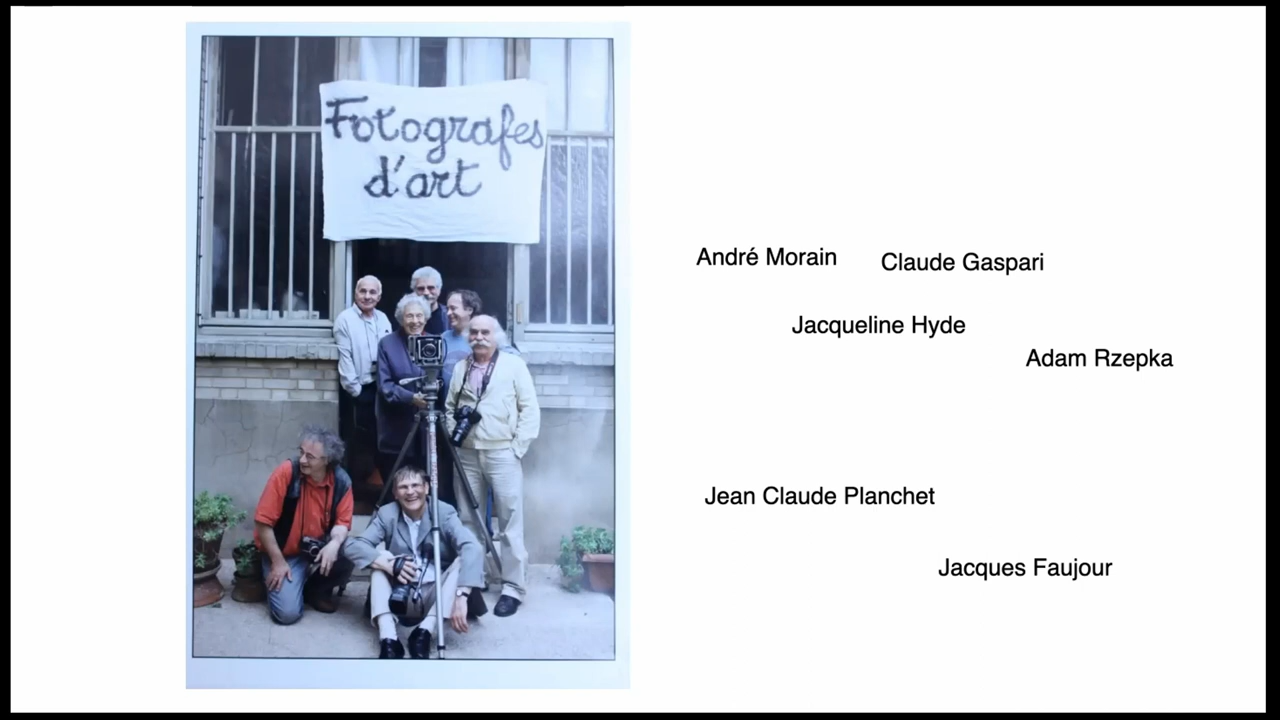 Fotografes
d'art
André Morain
Claude Gaspari
Jacqueline Hyde
Adam Rzepka
Jean Claude Planchet
Jacques Faujour